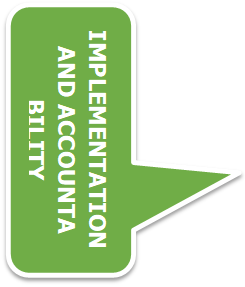 IMPLEMENTATION
AND ACCOUNTA
BILITY